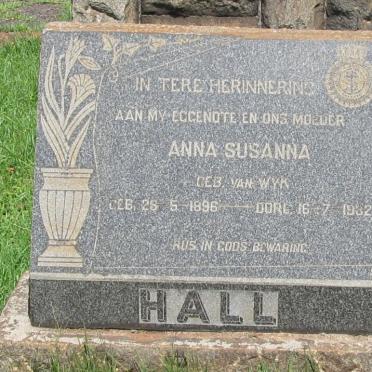 IN TERE HERINNERING
AAN MY EGGENOTE EN ONS MOEDER
ANNA SUSANNA
GEB. VAN WYK
GEB. 26-5-1896 — OORL. 16-7-1932
RUS IN GODS BEWARING.
HALL